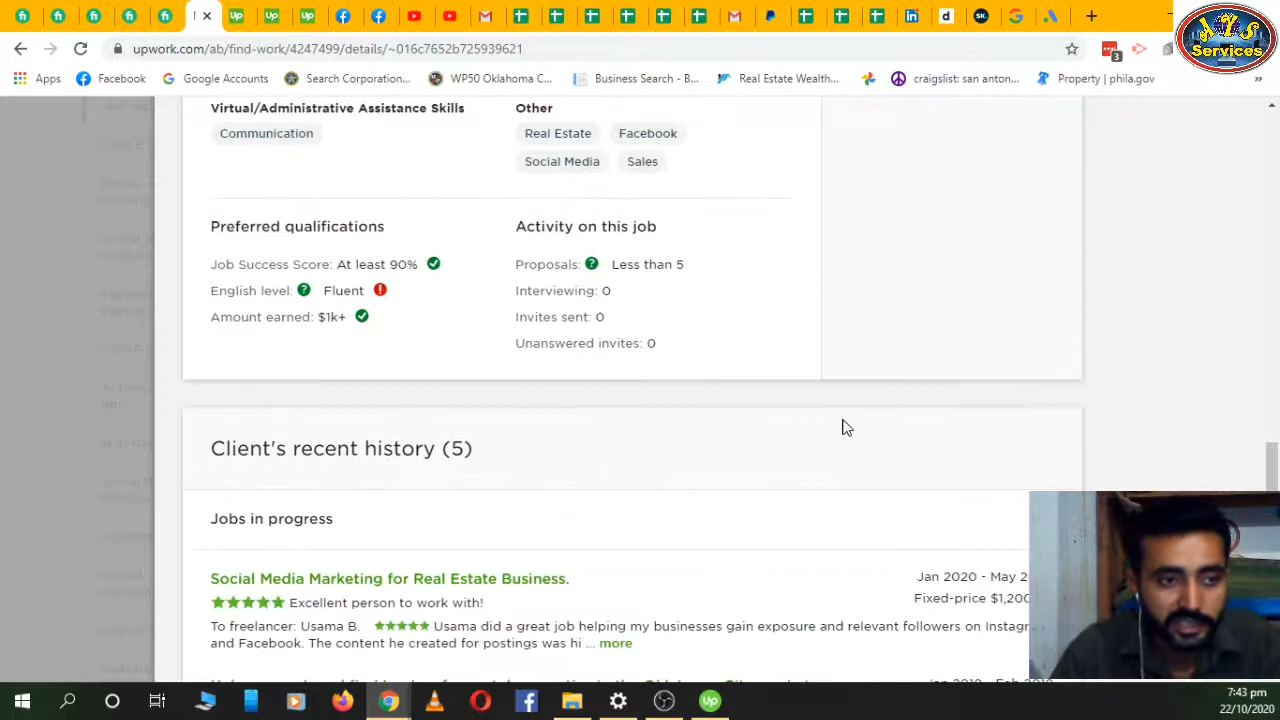 upwork.com/ab/find-work/4247499/details/~016c7652b725939621
3
AZS
Services
Apps
Facebook
Google Accounts
Search Corporation...
WP50 Oklahoma C...
Business Search - B...
Real Estate Wealth...
craigslist: san anton...
Property | phila.gov
»
Virtual/Administrative Assistance Skills
Other
Communication
Real Estate
Facebook
Social Media
Sales
Preferred qualifications
Activity on this job
Job Success Score: At least 90%
Proposals: Less than 5
English level: Fluent
Interviewing: 0
Amount earned: $1k+
Invites sent: 0
Unanswered invites: 0
Client's recent history (5)
Jobs in progress
Social Media Marketing for Real Estate Business.
Jan 2020 - May 2
Excellent person to work with!
Fixed-price $1,200
To freelancer: Usama B. Usama did a great job helping my businesses gain exposure and relevant followers on Instagr
and Facebook. The content he created for postings was hi ... more
7:43 pm
22/10/2020